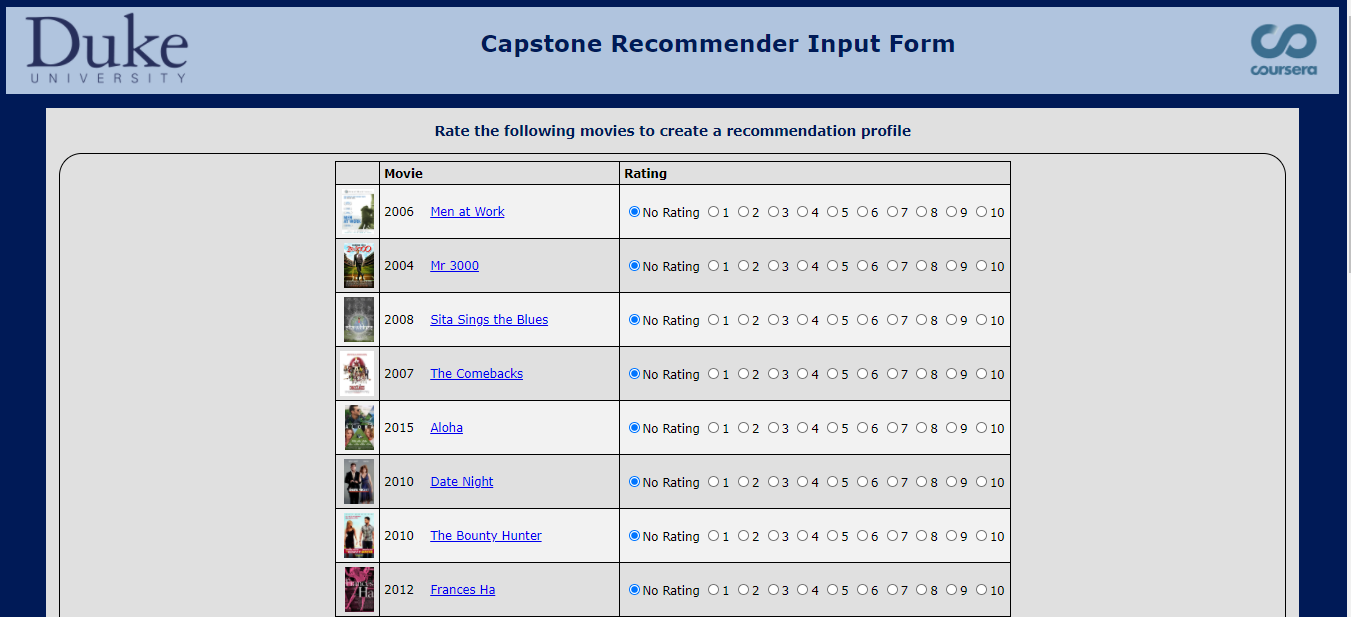 Duke
UNIVERSITY
Capstone Recommender Input Form
coursera
Rate the following movies to create a recommendation profile
Movie Rating
2006 Men at Work No Rating 1 2 3 4 5 6 7 8 9 10
2004 Mr 3000 No Rating 1 2 3 4 5 6 7 8 9 10
2008 Sita Sings the Blues No Rating 1 2 3 4 5 6 7 8 9 10
2007 The Comebacks No Rating 1 2 3 4 5 6 7 8 9 10
2015 Aloha No Rating 1 2 3 4 5 6 7 8 9 10
2010 Date Night No Rating 1 2 3 4 5 6 7 8 9 10
2010 The Bounty Hunter No Rating 1 2 3 4 5 6 7 8 9 10
Frances
Ha
2012 Frances Ha No Rating 1 2 3 4 5 6 7 8 9 10